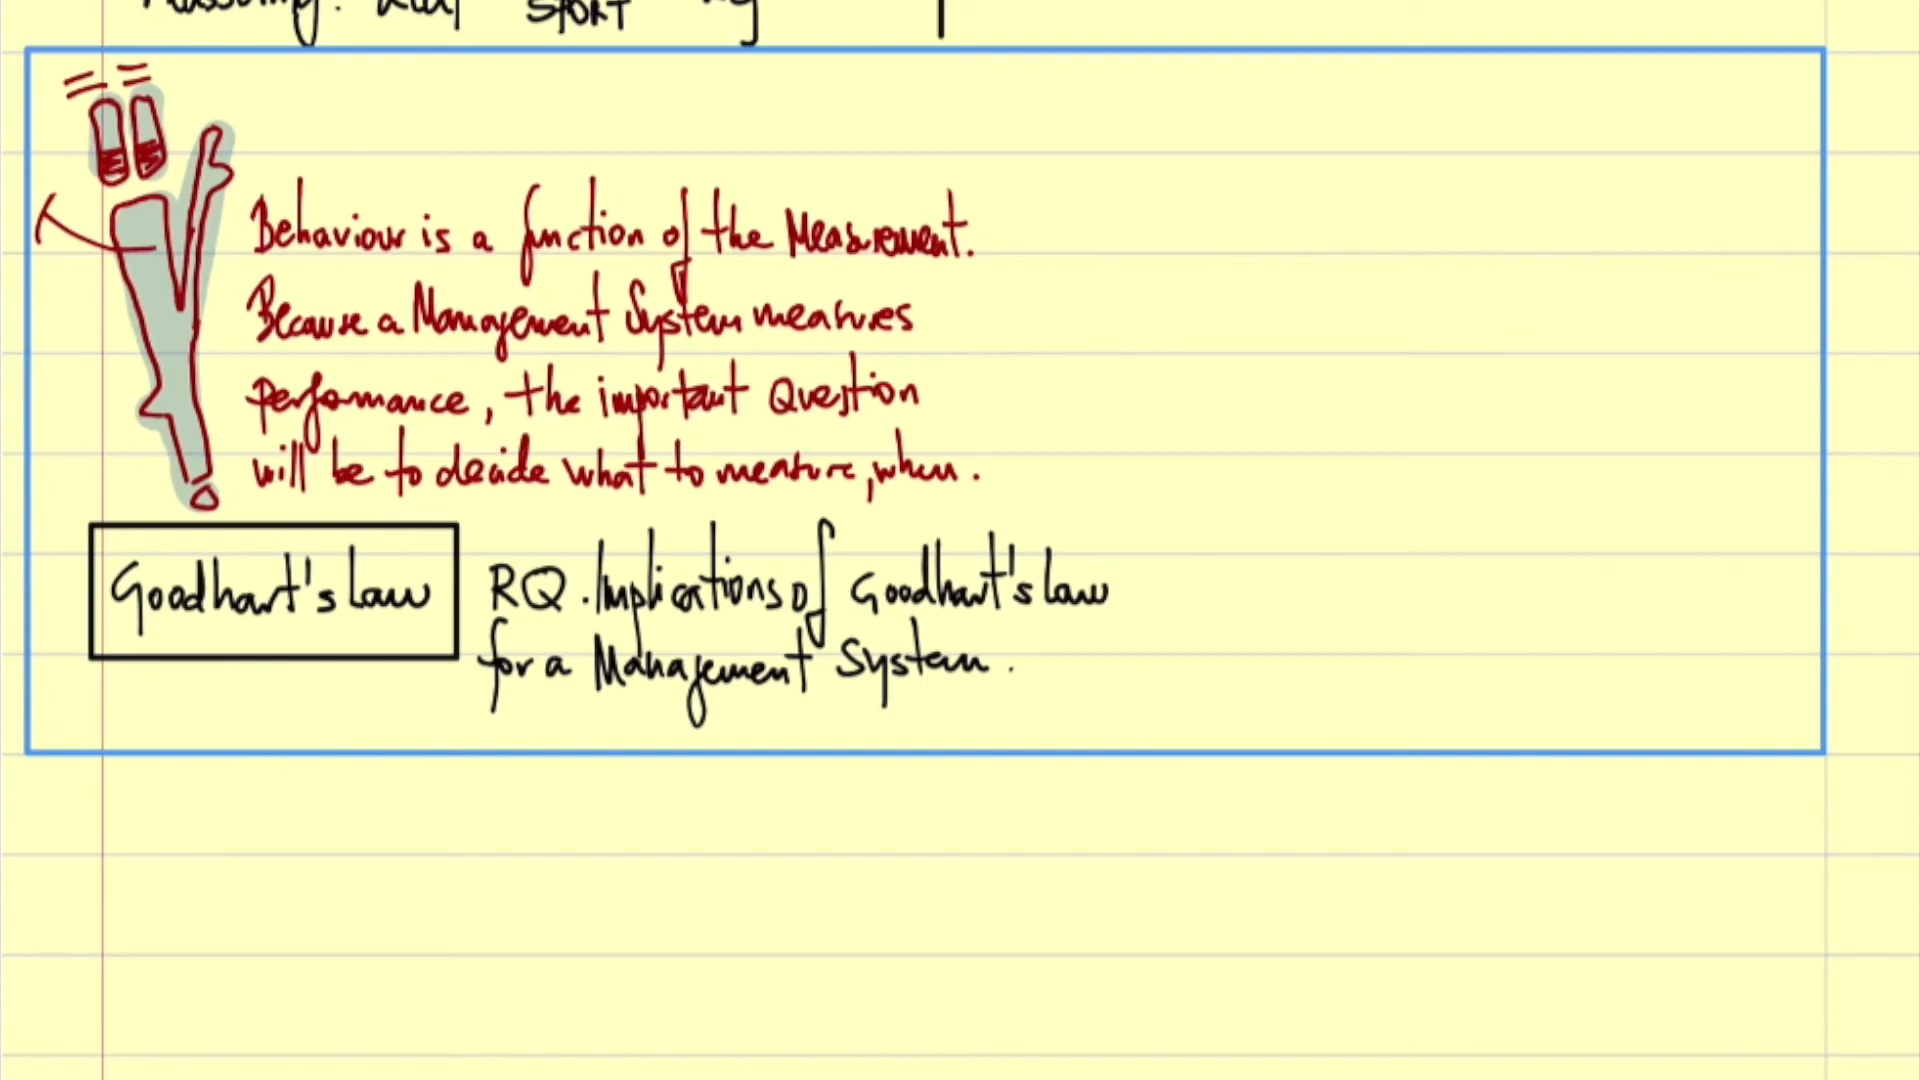 SPORT
Behaviour is a function of the Measurement.
Because a Management System measures
performance, the important Question
will be to decide what to measure, when.
Goodhart's law
RQ. Implications of Goodhart's law
for a Management System.